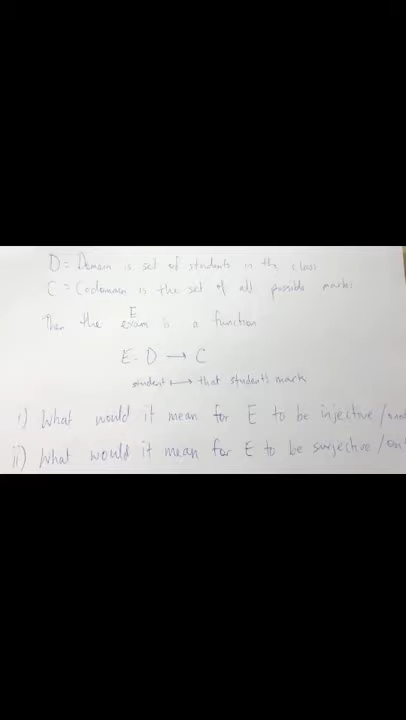 D = Domain is set of students in the class
C = Codomain is the set of all possible marks
E
Then the exam is a function
E: D → C
student ⟼ that student's mark
i) What would it mean for E to be injective / one
ii) What would it mean for E to be surjective / ont